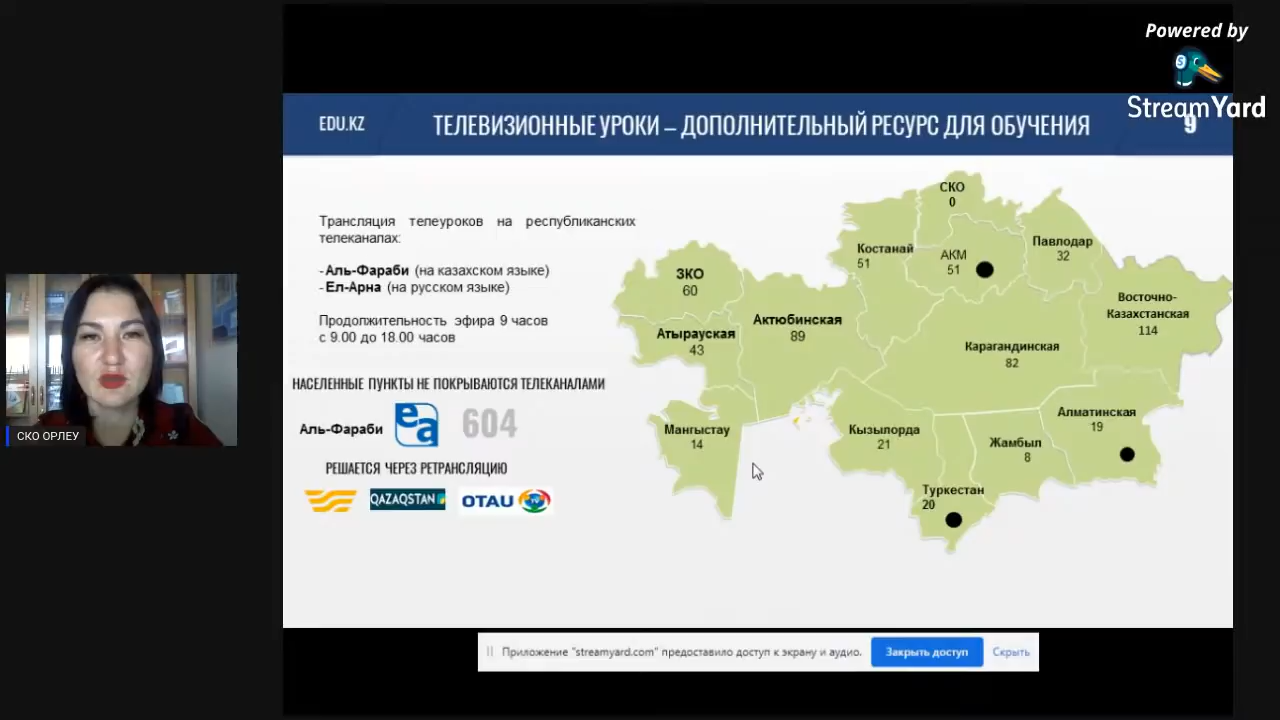 Powered by
StreamYard
EDU.KZ
ТЕЛЕВИЗИОННЫЕ УРОКИ – ДОПОЛНИТЕЛЬНЫЙ РЕСУРС ДЛЯ ОБУЧЕНИЯ
9
Трансляция телеуроков на республиканских
телеканалах:
-Аль-Фараби (на казахском языке)
-Ел-Арна (на русском языке)
Продолжительность эфира 9 часов
с 9.00 до 18.00 часов
НАСЕЛЕННЫЕ ПУНКТЫ НЕ ПОКРЫВАЮТСЯ ТЕЛЕКАНАЛАМИ
Аль-Фараби
еа
604
РЕШАЕТСЯ ЧЕРЕЗ РЕТРАНСЛЯЦИЮ
QAZAQSTAN
OTAU TV
СКО
0
Костанай
51
АКМ
51
Павлодар
32
ЗКО
60
Восточно-
Казахстанская
114
Атырауская
43
Актюбинская
89
Карагандинская
82
Мангыстау
14
Кызылорда
21
Жамбыл
8
Алматинская
19
Туркестан
20
СКО ОРЛЕУ
Приложение "streamyard.com" предоставило доступ к экрану и аудио.
Закрыть доступ
Скрыть